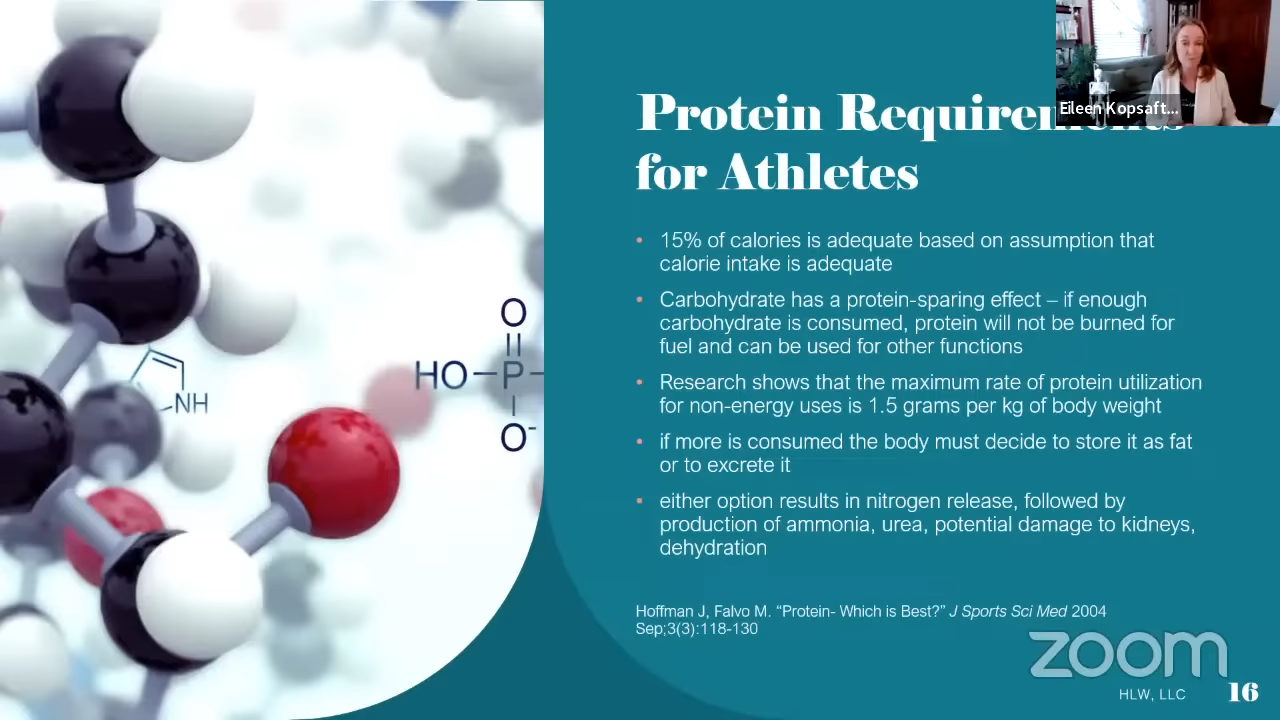 Eileen Kopsaft...
Protein Requirements
for Athletes
• 15% of calories is adequate based on assumption that
calorie intake is adequate
• Carbohydrate has a protein-sparing effect – if enough
carbohydrate is consumed, protein will not be burned for
fuel and can be used for other functions
• Research shows that the maximum rate of protein utilization
for non-energy uses is 1.5 grams per kg of body weight
• if more is consumed the body must decide to store it as fat
or to excrete it
• either option results in nitrogen release, followed by
production of ammonia, urea, potential damage to kidneys,
dehydration
Hoffman J, Falvo M. “Protein- Which is Best?” J Sports Sci Med 2004
Sep;3(3):118-130
O
HO P
O-
NH
zoom
HLW, LLC 16